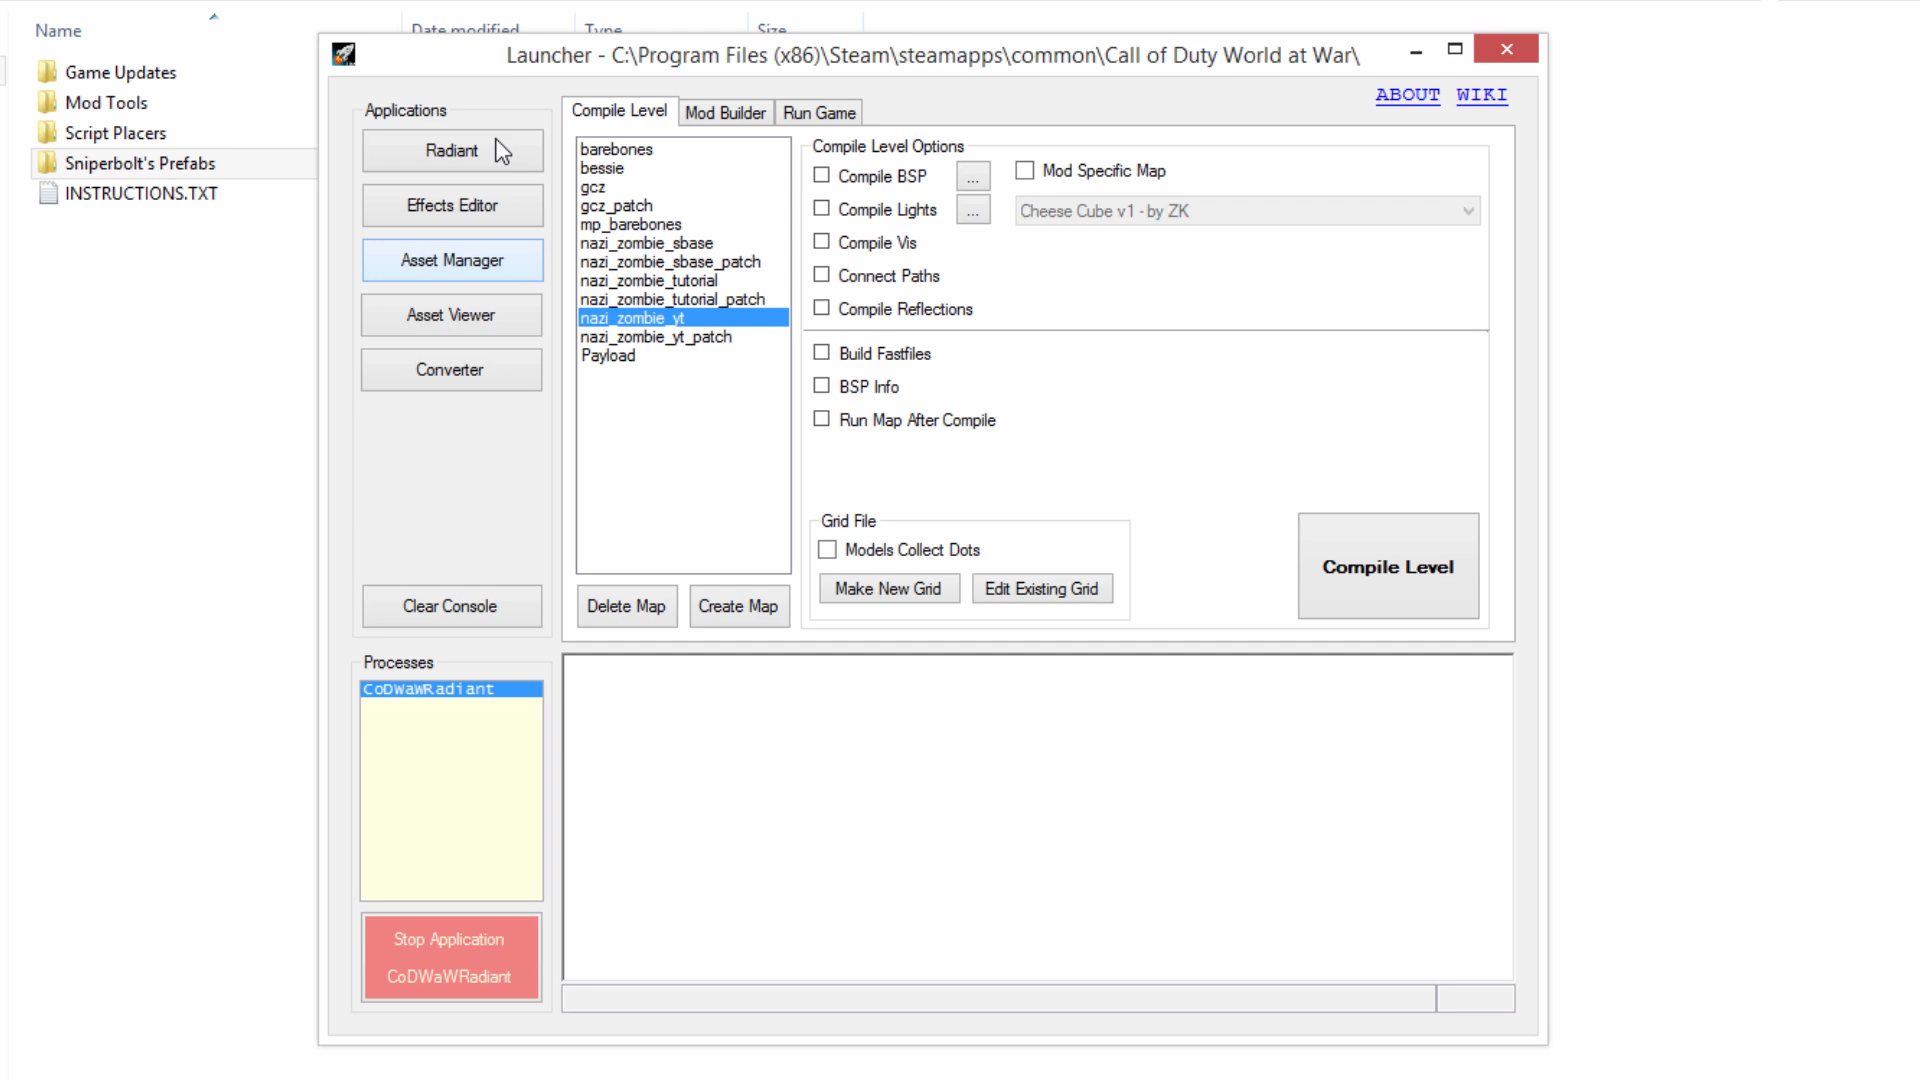 Name
Date modified
Type
Size
Game Updates
Mod Tools
Script Placers
Sniperbolt's Prefabs
INSTRUCTIONS.TXT
Launcher - C:\Program Files (x86)\Steam\steamapps\common\Call of Duty World at War\
ABOUT WIKI
Applications
Radiant
Effects Editor
Asset Manager
Asset Viewer
Converter
Clear Console
Compile Level
Mod Builder
Run Game
barebones
bessie
gcz
gcz_patch
mp_barebones
nazi_zombie_sbase
nazi_zombie_sbase_patch
nazi_zombie_tutorial
nazi_zombie_tutorial_patch
nazi_zombie_yt
nazi_zombie_yt_patch
Payload
Delete Map
Create Map
Compile Level Options
Compile BSP
...
Compile Lights
...
Compile Vis
Connect Paths
Compile Reflections
Mod Specific Map
Cheese Cube v1 - by ZK
Build Fastfiles
BSP Info
Run Map After Compile
Grid File
Models Collect Dots
Make New Grid
Edit Existing Grid
Compile Level
Processes
CoDWaWRadiant
Stop Application
CoDWaWRadiant